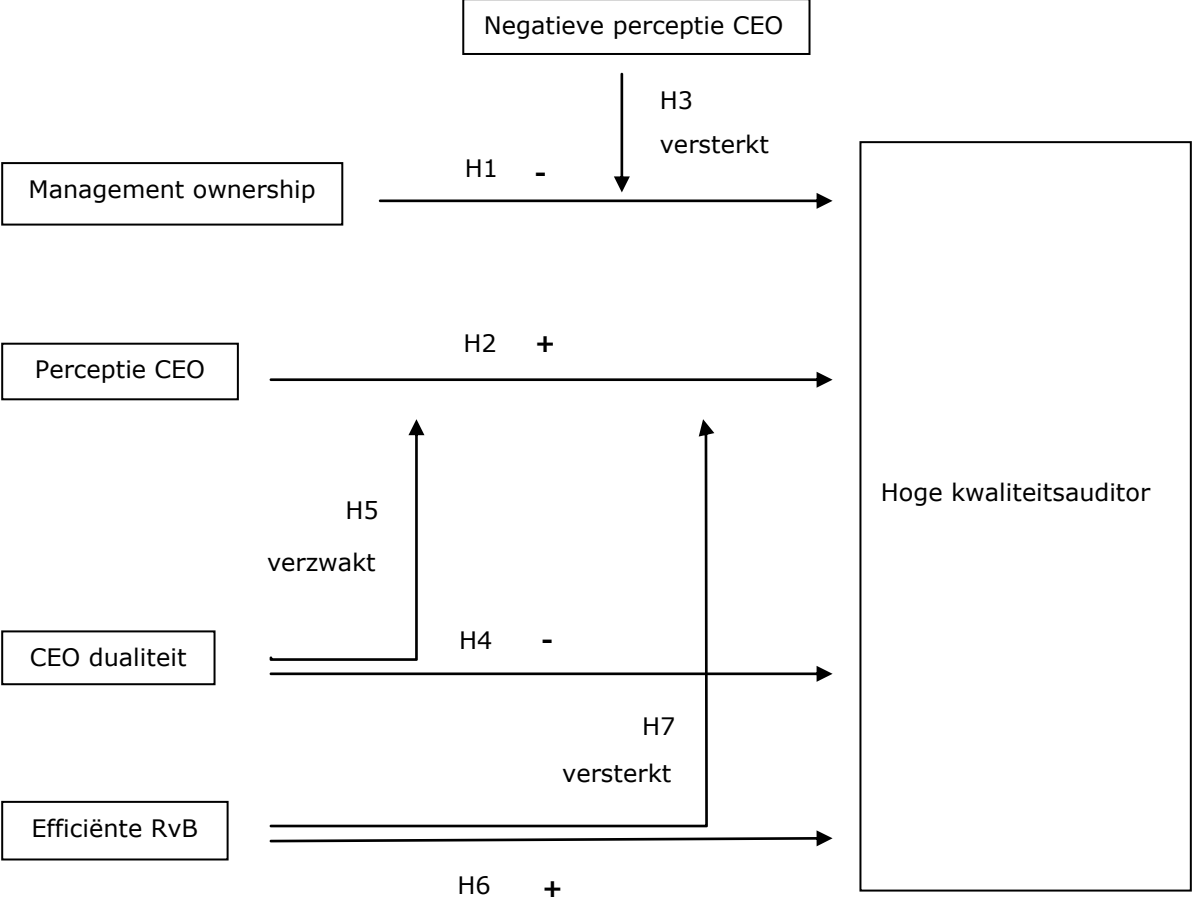 Negatieve perceptie CEO
H3
versterkt
H1 -
Management ownership
H2 +
Perceptie CEO
Hoge kwaliteitsauditor
H5
verzwakt
H4 -
CEO dualiteit
H7
versterkt
Efficiënte RvB
H6 +